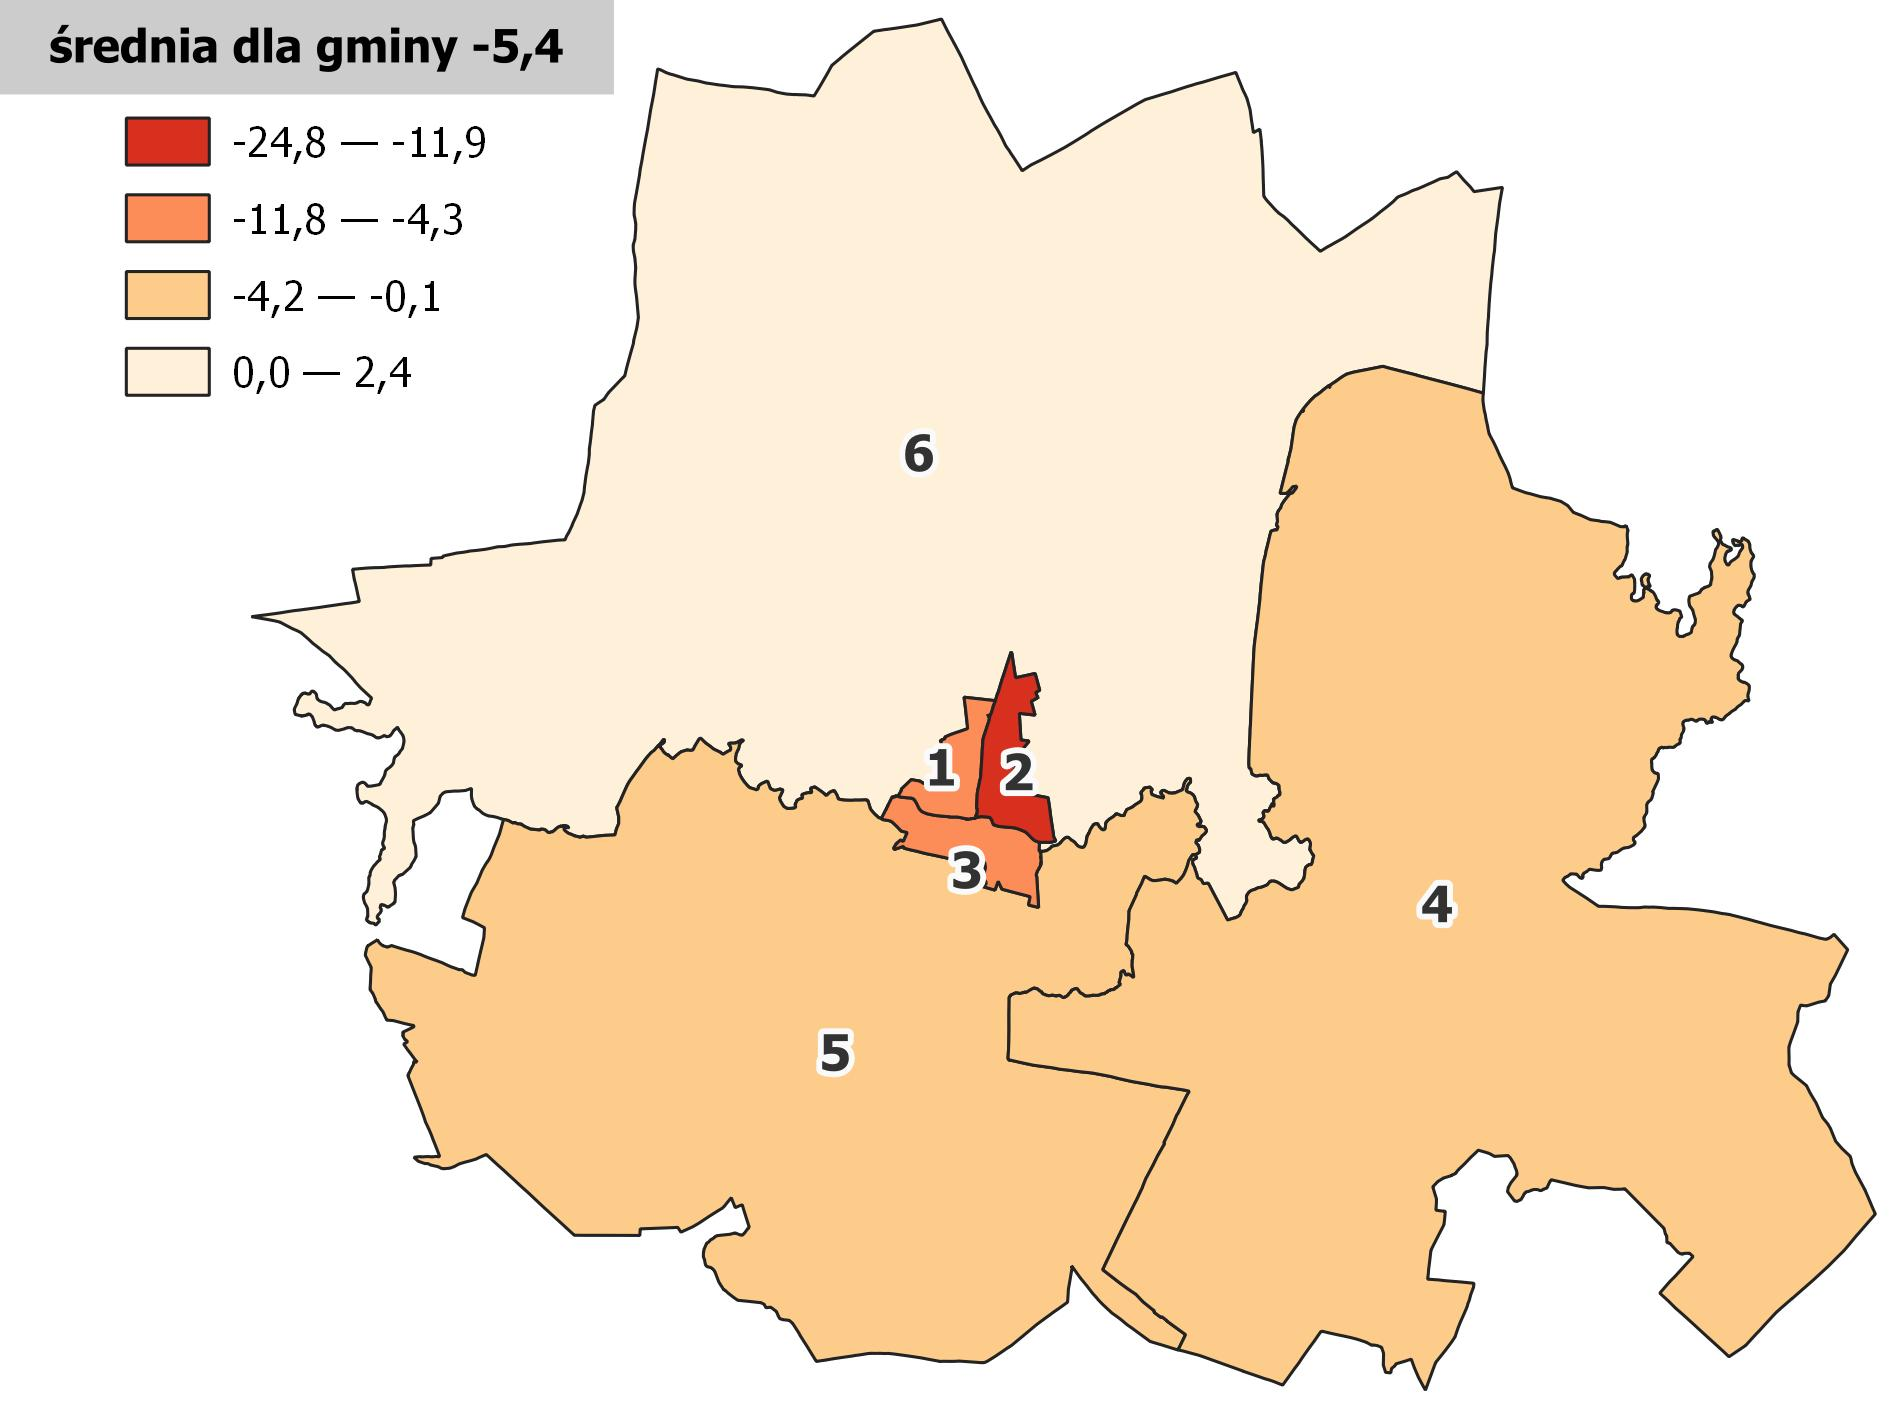 średnia dla gminy -5,4
-24,8 — -11,9
-11,8 — -4,3
-4,2 — -0,1
0,0 — 2,4
6
1
2
3
4
5